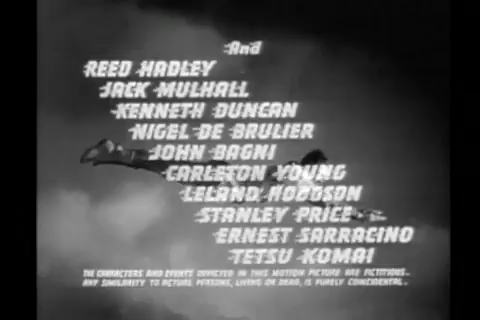 And
REED HADLEY
JACK MULHALL
KENNETH DUNCAN
NIGEL DE BRULIER
JOHN BAGNI
CARLETON YOUNG
LELAND HODGSON
STANLEY PRICE
ERNEST SARRACINO
TETSU KOMAI
THE CHARACTERS AND EVENTS DEPICTED IN THIS MOTION PICTURE ARE FICTITIOUS..
ANY SIMILARITY TO ACTUAL PERSONS, LIVING OR DEAD, IS PURELY COINCIDENTAL..